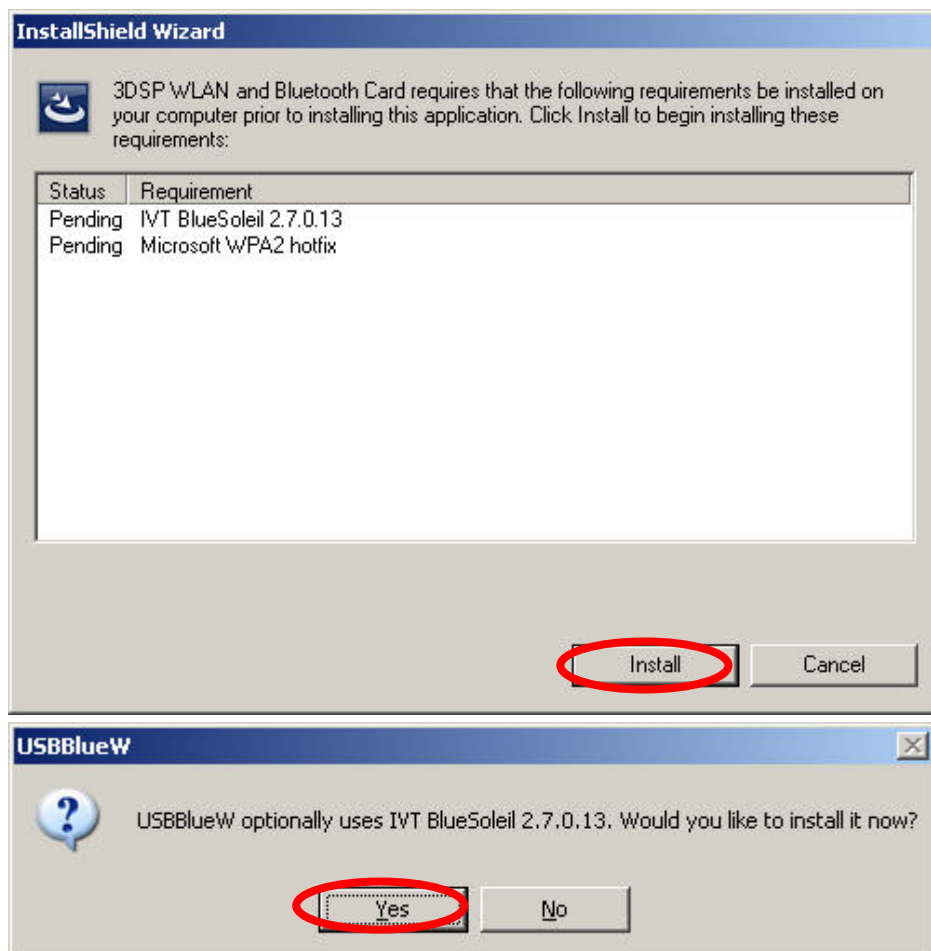 InstallShield Wizard
3DSP WLAN and Bluetooth Card requires that the following requirements be installed on
your computer prior to installing this application. Click Install to begin installing these
requirements:
Status Requirement
Pending IVT BlueSoleil 2.7.0.13
Pending Microsoft WPA2 hotfix
Install Cancel
USBBlueW
USBBlueW optionally uses IVT BlueSoleil 2.7.0.13. Would you like to install it now?
Yes No